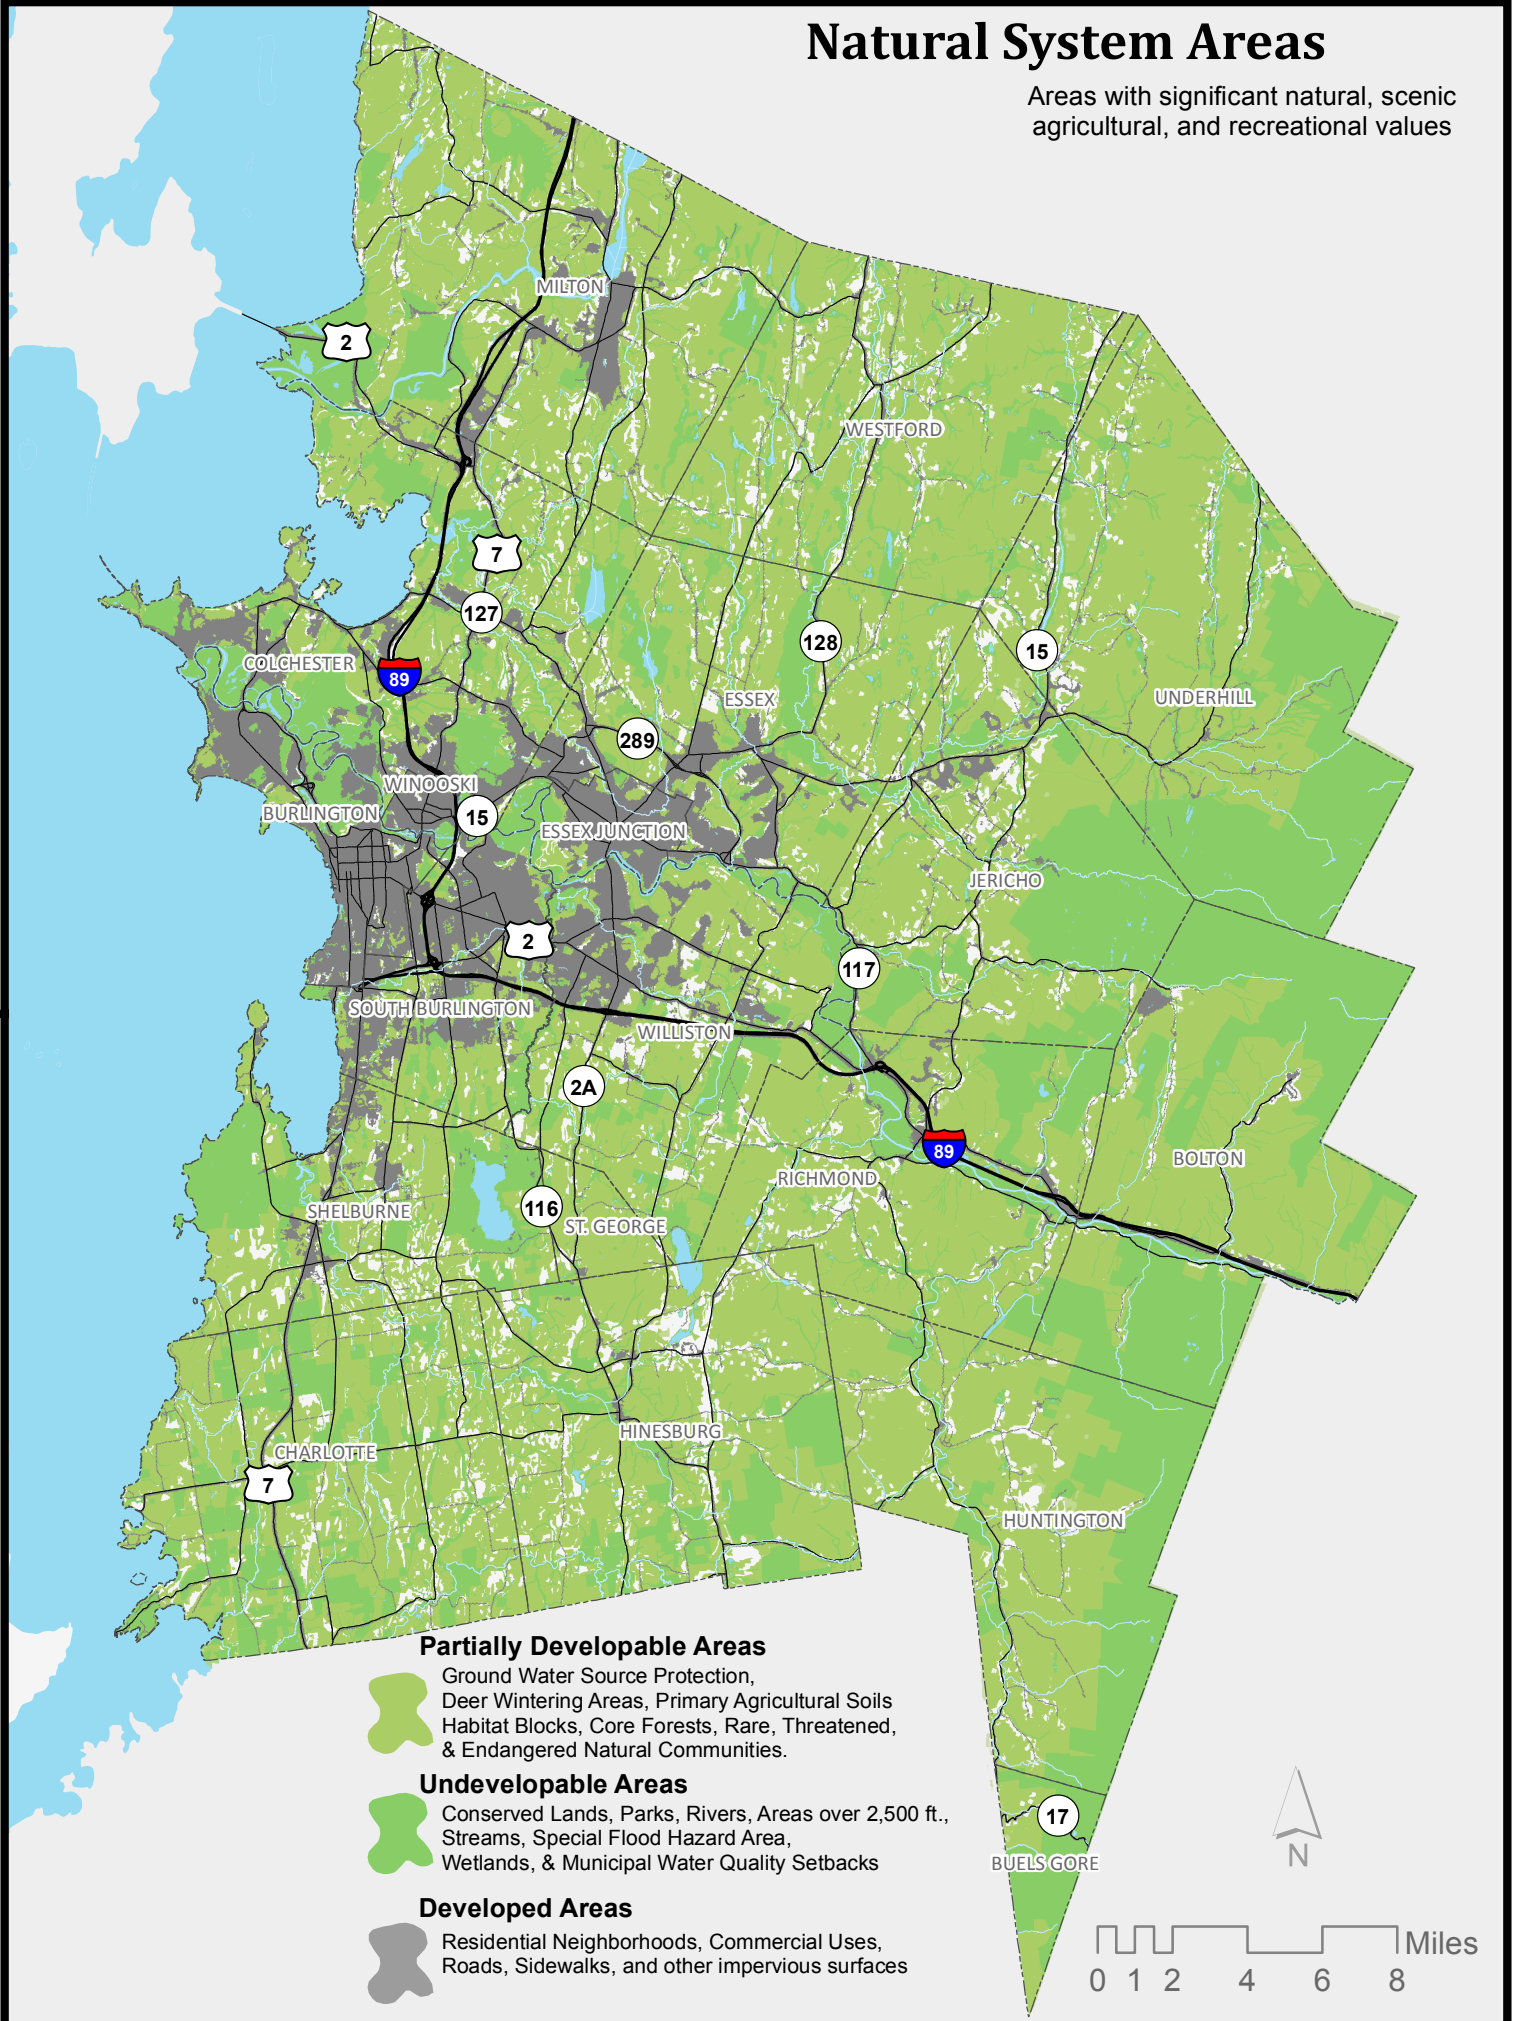 Natural System Areas
Areas with significant natural, scenic
agricultural, and recreational values
MILTON
2
WESTFORD
7
127
128
15
COLCHESTER
89
UNDERHILL
ESSEX
289
WINOOSKI
BURLINGTON
15
ESSEX JUNCTION
JERICHO
2
117
SOUTH BURLINGTON
WILLISTON
2A
89
BOLTON
RICHMOND
116
SHELBURNE
ST. GEORGE
HINESBURG
CHARLOTTE
7
HUNTINGTON
Partially Developable Areas
Ground Water Source Protection,
Deer Wintering Areas, Primary Agricultural Soils
Habitat Blocks, Core Forests, Rare, Threatened,
& Endangered Natural Communities.
Undevelopable Areas
Conserved Lands, Parks, Rivers, Areas over 2,500 ft.,
Streams, Special Flood Hazard Area,
Wetlands, & Municipal Water Quality Setbacks
17
N
BUELS GORE
Developed Areas
Residential Neighborhoods, Commercial Uses,
Roads, Sidewalks, and other impervious surfaces
Miles
0 1 2 4 6 8